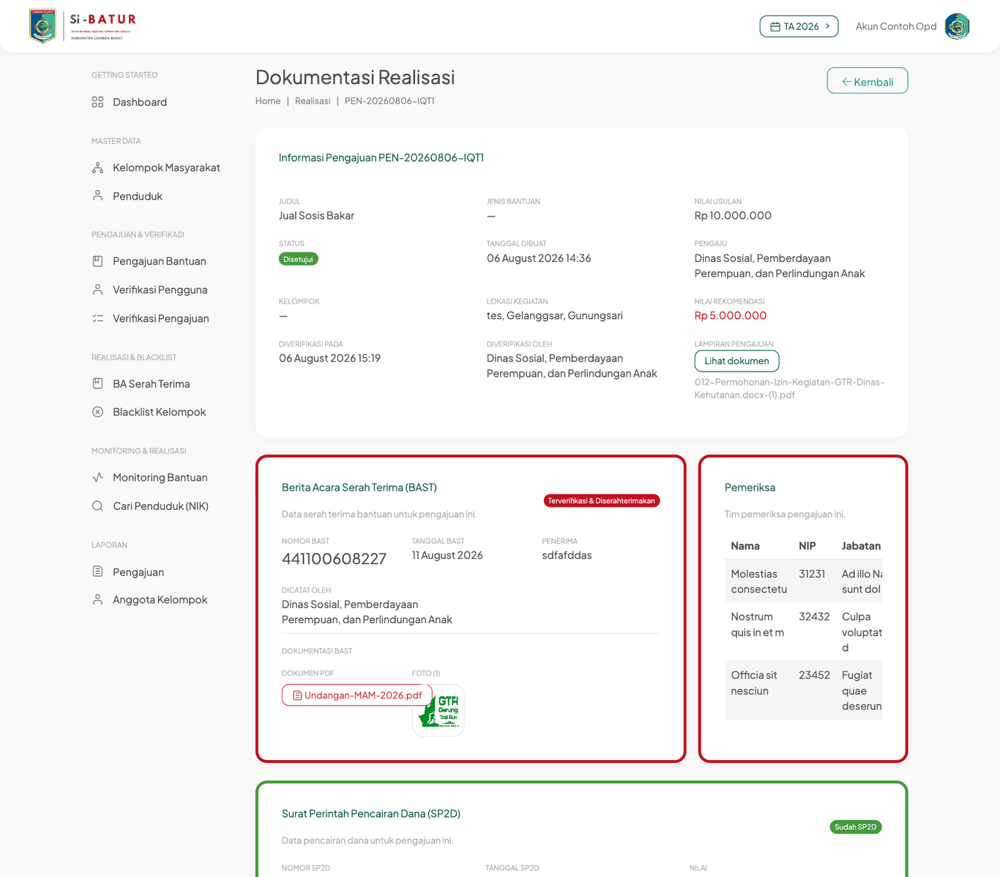 LOMBOK BARAT
Si-BATUR
KABUPATEN LOMBOK BARAT
TA 2026
Akun Contoh Opd
GETTING STARTED
Dashboard
MASTER DATA
Kelompok Masyarakat
Penduduk
PENGAJUAN & VERIFIKASI
Pengajuan Bantuan
Verifikasi Pengguna
Verifikasi Pengajuan
REALISASI & BLACKLIST
BA Serah Terima
Blacklist Kelompok
MONITORING & REALISASI
Monitoring Bantuan
Cari Penduduk (NIK)
LAPORAN
Pengajuan
Anggota Kelompok
Dokumentasi Realisasi
Home | Realisasi | PEN-20260806-IQT1
Kembali
Informasi Pengajuan PEN-20260806-IQT1
JUDUL
Jual Sosis Bakar
JENIS BANTUAN
—
NILAI USULAN
Rp 10.000.000
STATUS
Disetujui
TANGGAL DIBUAT
06 August 2026 14:36
PENGAJU
Dinas Sosial, Pemberdayaan
Perempuan, dan Perlindungan Anak
KELOMPOK
—
LOKASI KEGIATAN
tes, Gelanggsar, Gunungsari
NILAI REKOMENDASI
Rp 5.000.000
DIVERIFIKASI PADA
06 August 2026 15:19
DIVERIFIKASI OLEH
Dinas Sosial, Pemberdayaan
Perempuan, dan Perlindungan Anak
LAMPIRAN PENGAJUAN
Lihat dokumen
012-Permohonan-Izin-Kegiatan-GTR-Dinas-
Kehutanan.docx-(1).pdf
Berita Acara Serah Terima (BAST)
Terverifikasi & Diserahterimakan
Data serah terima bantuan untuk pengajuan ini.
NOMOR BAST
441100608227
TANGGAL BAST
11 August 2026
PENERIMA
sdfafddas
DICATAT OLEH
Dinas Sosial, Pemberdayaan
Perempuan, dan Perlindungan Anak
DOKUMENTASI BAST
DOKUMEN PDF
Undangan-MAM-2026.pdf
FOTO (1)
GTR
Gerung
Trail Run
Pemeriksa
Tim pemeriksa pengajuan ini.
Nama NIP Jabatan
Molestias 31231 Ad illo Na
consectetu sunt dol
Nostrum 32432 Culpa
quis in et m voluptat
d
Officia sit 23452 Fugiat
nesciun quae
deserun
Surat Perintah Pencairan Dana (SP2D)
Sudah SP2D
Data pencairan dana untuk pengajuan ini.
NOMOR SP2D
TANGGAL SP2D
NILAI